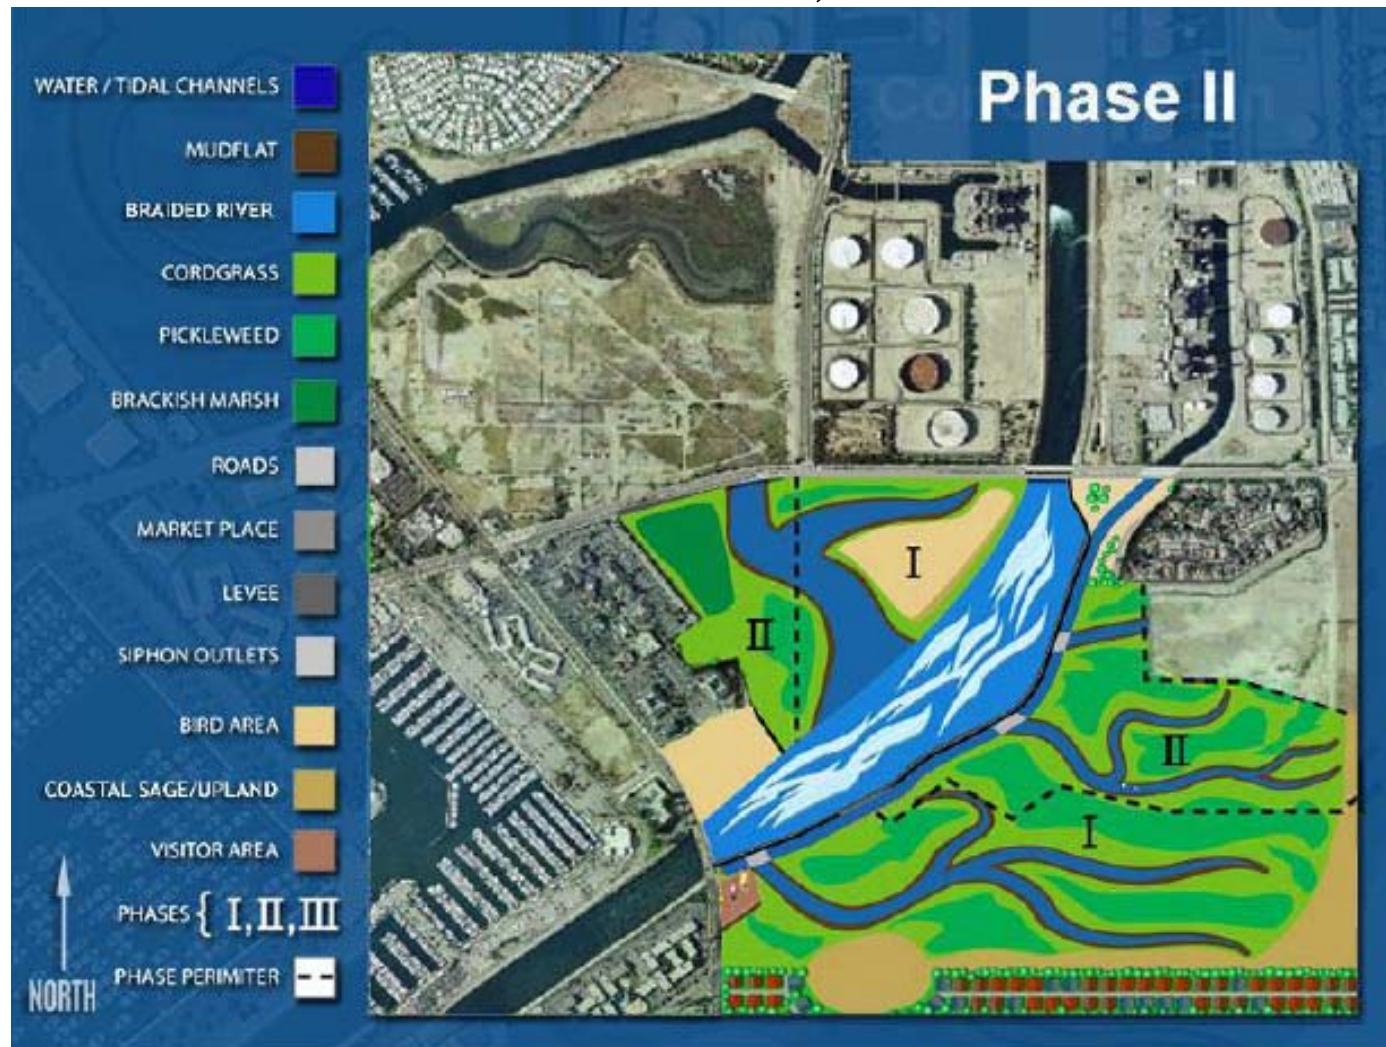 Phase II
WATER / TIDAL CHANNELS
MUDFLAT
BRAIDED RIVER
CORDGRASS
PICKLEWEED
BRACKISH MARSH
ROADS
MARKET PLACE
LEVEE
SIPHON OUTLETS
BIRD AREA
COASTAL SAGE/UPLAND
VISITOR AREA
PHASES { I, II, III
PHASE PERIMITER
NORTH
I
II
II
I